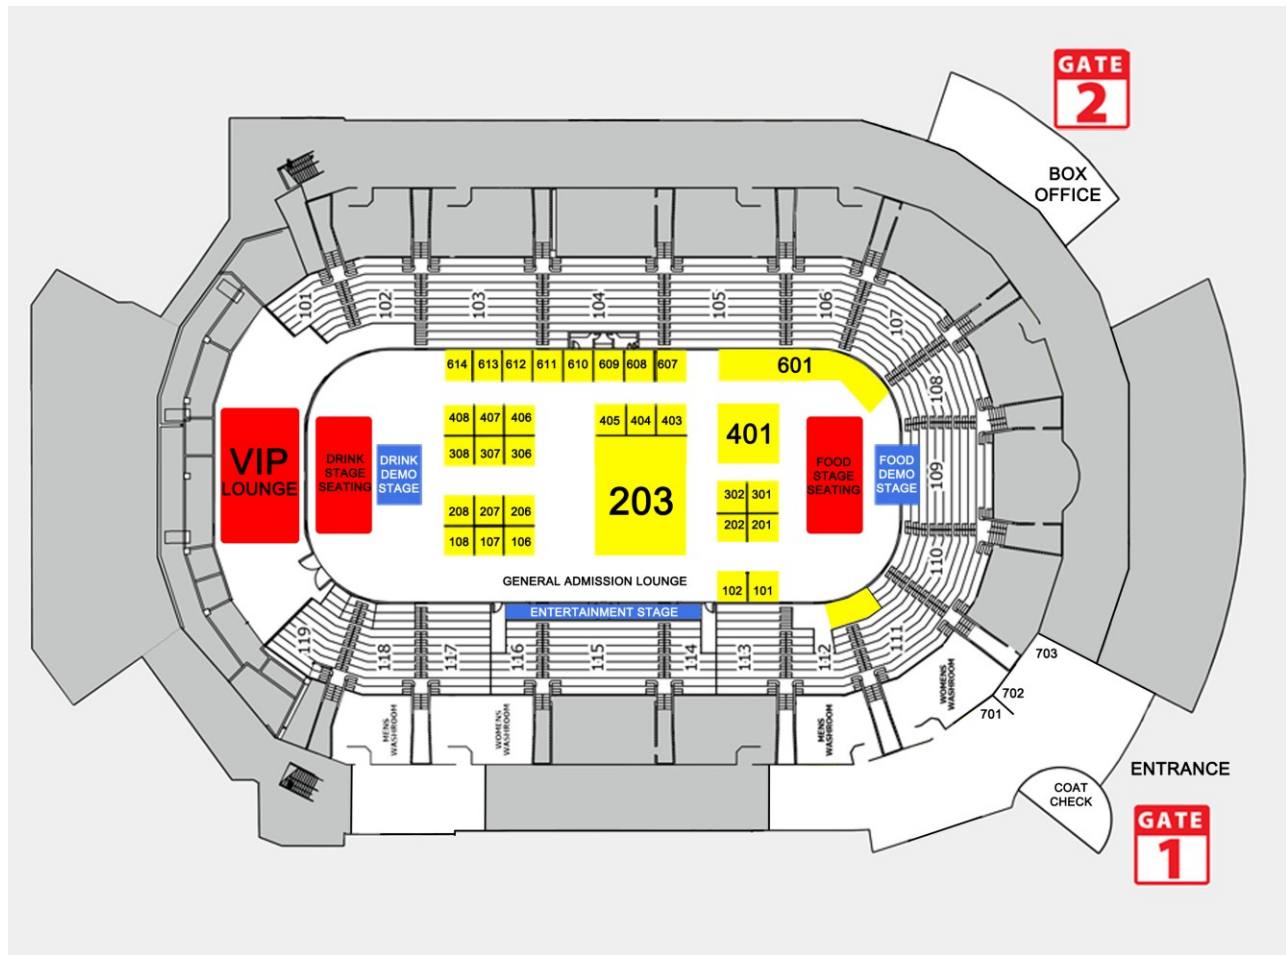 GATE
2
BOX
OFFICE
101
102
103
104
105
106
107
108
109
110
111
112
113
114
115
116
117
118
119
614 613 612 611 610 609 608 607
601
408 407 406
308 307 306
405 404 403
401
203
302 301
202 201
208 207 206
108 107 106
102 101
VIP
LOUNGE
DRINK
STAGE
SEATING
DRINK
DEMO
STAGE
FOOD
STAGE
SEATING
FOOD
DEMO
STAGE
GENERAL ADMISSION LOUNGE
ENTERTAINMENT STAGE
MENS
WASHROOM
WOMENS
WASHROOM
MENS
WASHROOM
WOMENS
WASHROOM
703
702
701
ENTRANCE
COAT
CHECK
GATE
1